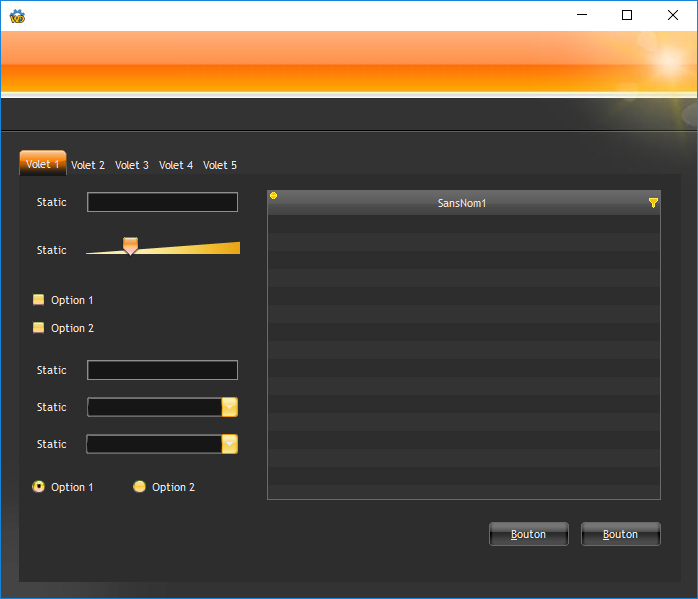 WD
Volet 1 Volet 2 Volet 3 Volet 4 Volet 5
Static
SansNom1
Static
Option 1
Option 2
Static
Static
Static
Option 1 Option 2
Bouton Bouton